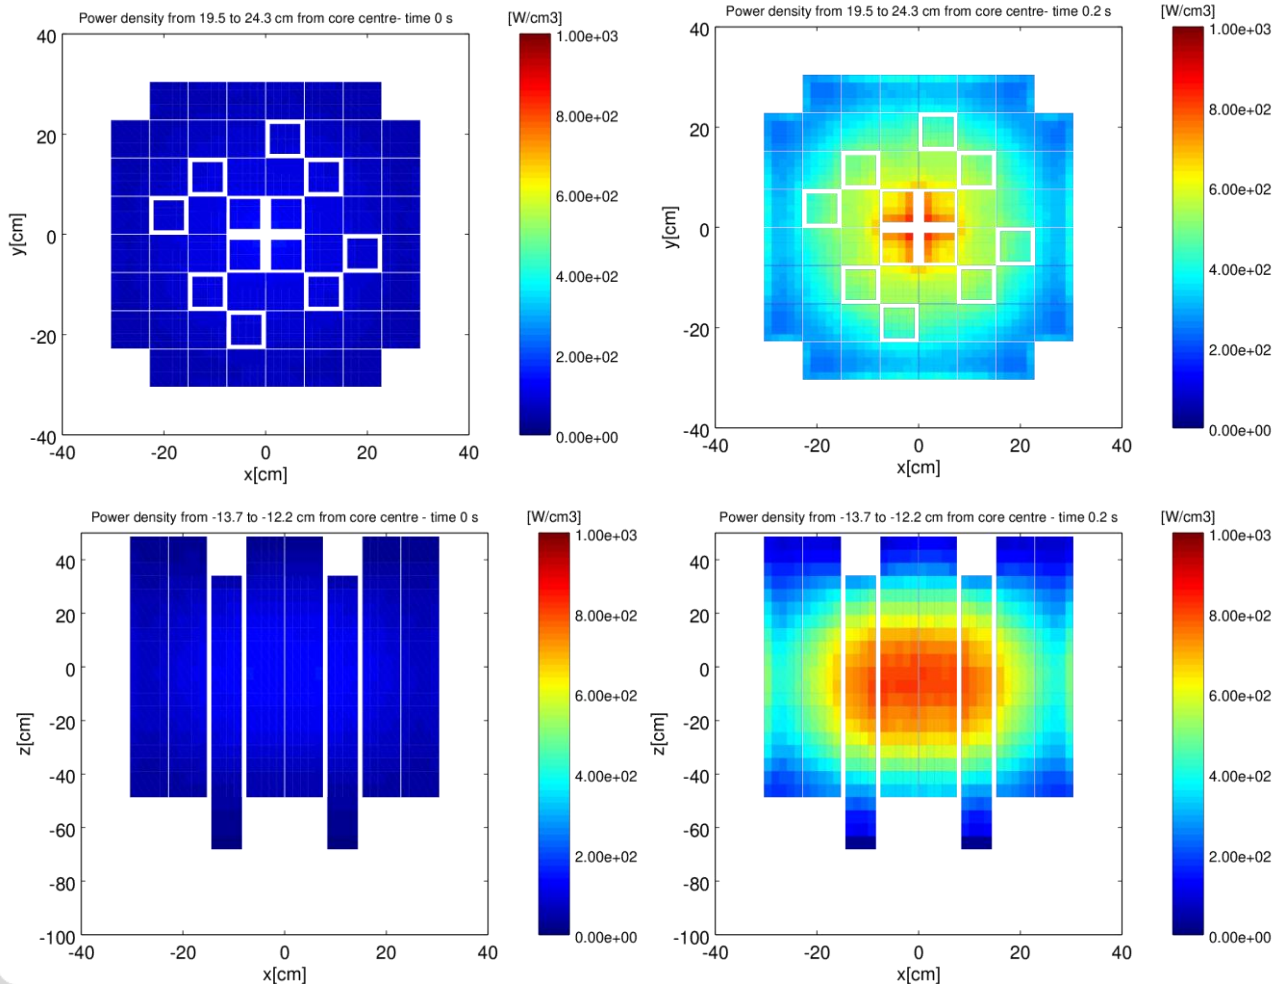 Power density from 19.5 to 24.3 cm from core centre- time 0 s
[W/cm3]
40
20
0
-20
-40
y[cm]
-40
-20
0
20
40
x[cm]
1.00e+03
8.00e+02
6.00e+02
4.00e+02
2.00e+02
0.00e+00
Power density from 19.5 to 24.3 cm from core centre- time 0.2 s
[W/cm3]
40
20
0
-20
-40
y[cm]
-40
-20
0
20
40
x[cm]
1.00e+03
8.00e+02
6.00e+02
4.00e+02
2.00e+02
0.00e+00
Power density from -13.7 to -12.2 cm from core centre - time 0 s
[W/cm3]
40
20
0
-20
-40
-60
-80
-100
z[cm]
-40
-20
0
20
40
x[cm]
1.00e+03
8.00e+02
6.00e+02
4.00e+02
2.00e+02
0.00e+00
Power density from -13.7 to -12.2 cm from core centre - time 0.2 s
[W/cm3]
40
20
0
-20
-40
-60
-80
-100
z[cm]
-40
-20
0
20
40
x[cm]
1.00e+03
8.00e+02
6.00e+02
4.00e+02
2.00e+02
0.00e+00